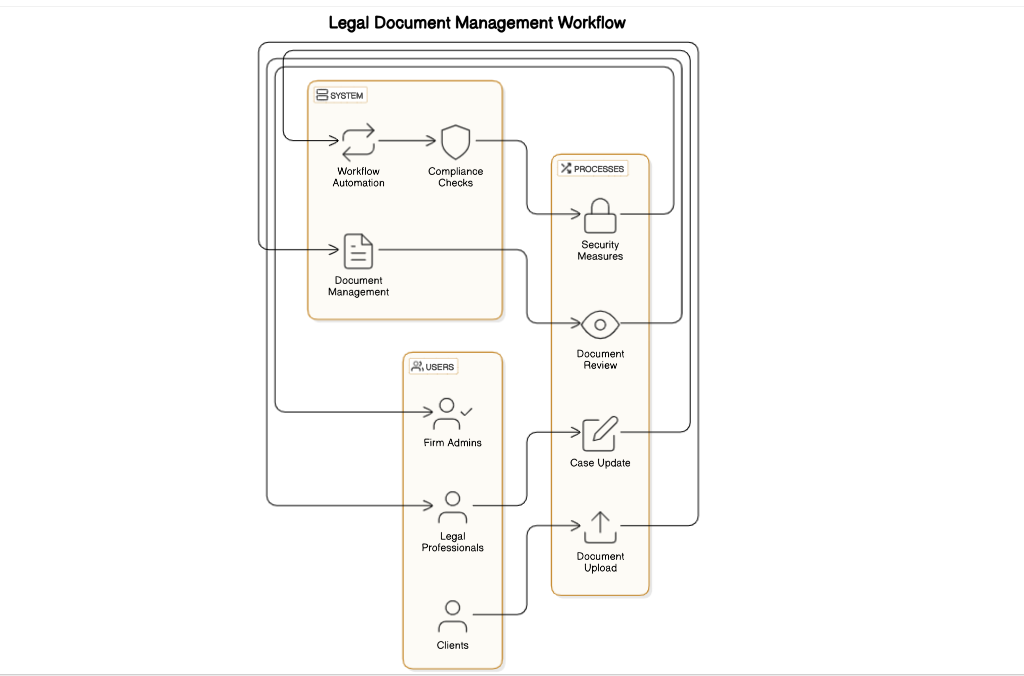 Legal Document Management Workflow
SYSTEM
Workflow
Automation
Compliance
Checks
Document
Management
PROCESSES
Security
Measures
Document
Review
Case Update
Document
Upload
USERS
Firm Admins
Legal
Professionals
Clients